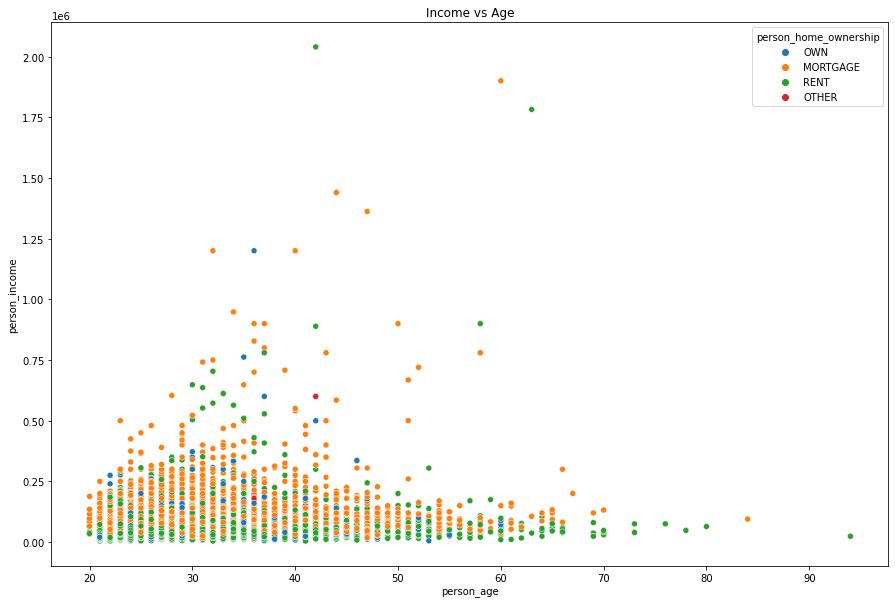 Income vs Age
1e6
person_home_ownership
OWN
MORTGAGE
RENT
OTHER
2.00
1.75
1.50
1.25
1.00
0.75
0.50
0.25
0.00
person_income
20 30 40 50 60 70 80 90
person_age